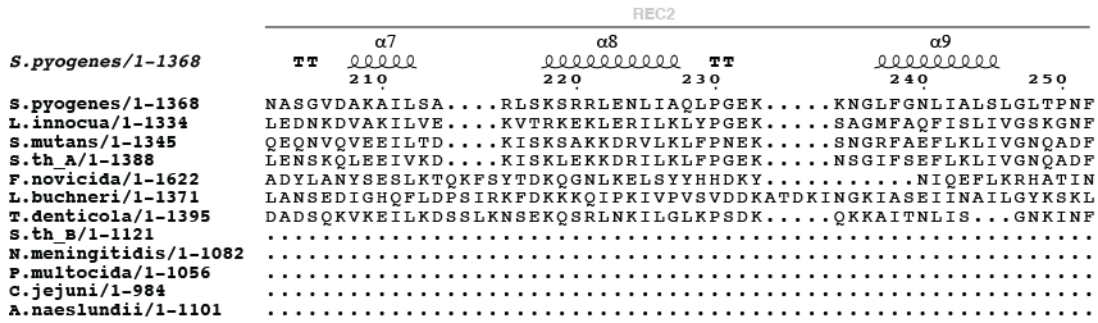 REC2
α7 α8 α9
S.pyogenes/1-1368 TT TT
210 220 230 240 250
S.pyogenes/1-1368 NASGVDAKAILSA....RLSKSRRLENLIAQLPGEK.....KNGLFGNLIALSLGLTPNF
L.innocua/1-1334 LEDNKDVAKILVE....KVTRKEKLERILKLYPGEK.....SAGMFAQFISLIVGSKGNF
S.mutans/1-1345 QEQNVQVEEILTD....KISKSAKKDRVLKLFPNEK.....SNGRFAEFLKLIVGNQADF
S.th_A/1-1388 LENSKQLEEIVKD....KISKLEKKDRILKLFPGEK.....NSGIFSEFLKLIVGNQADF
F.novicida/1-1622 ADYLANYSESLKTQKFSYTDKQGNLKELSYYHHDKY...........NIQEFLKRHATIN
L.buchneri/1-1371 LANSEDIGHQFLDPSIRKFDKKKQIPKIVPVSVDDKATDKINGKIASEIINAILGYKSKL
T.denticola/1-1395 DADSQKVKEILKDSSLKNSEKQSRLNKILGLKPSDK.....QKKAITNLIS...GNKINF
S.th_B/1-1121 ............................................................
N.meningitidis/1-1082 ............................................................
P.multocida/1-1056 ............................................................
C.jejuni/1-984 ............................................................
A.naeslundii/1-1101 ............................................................